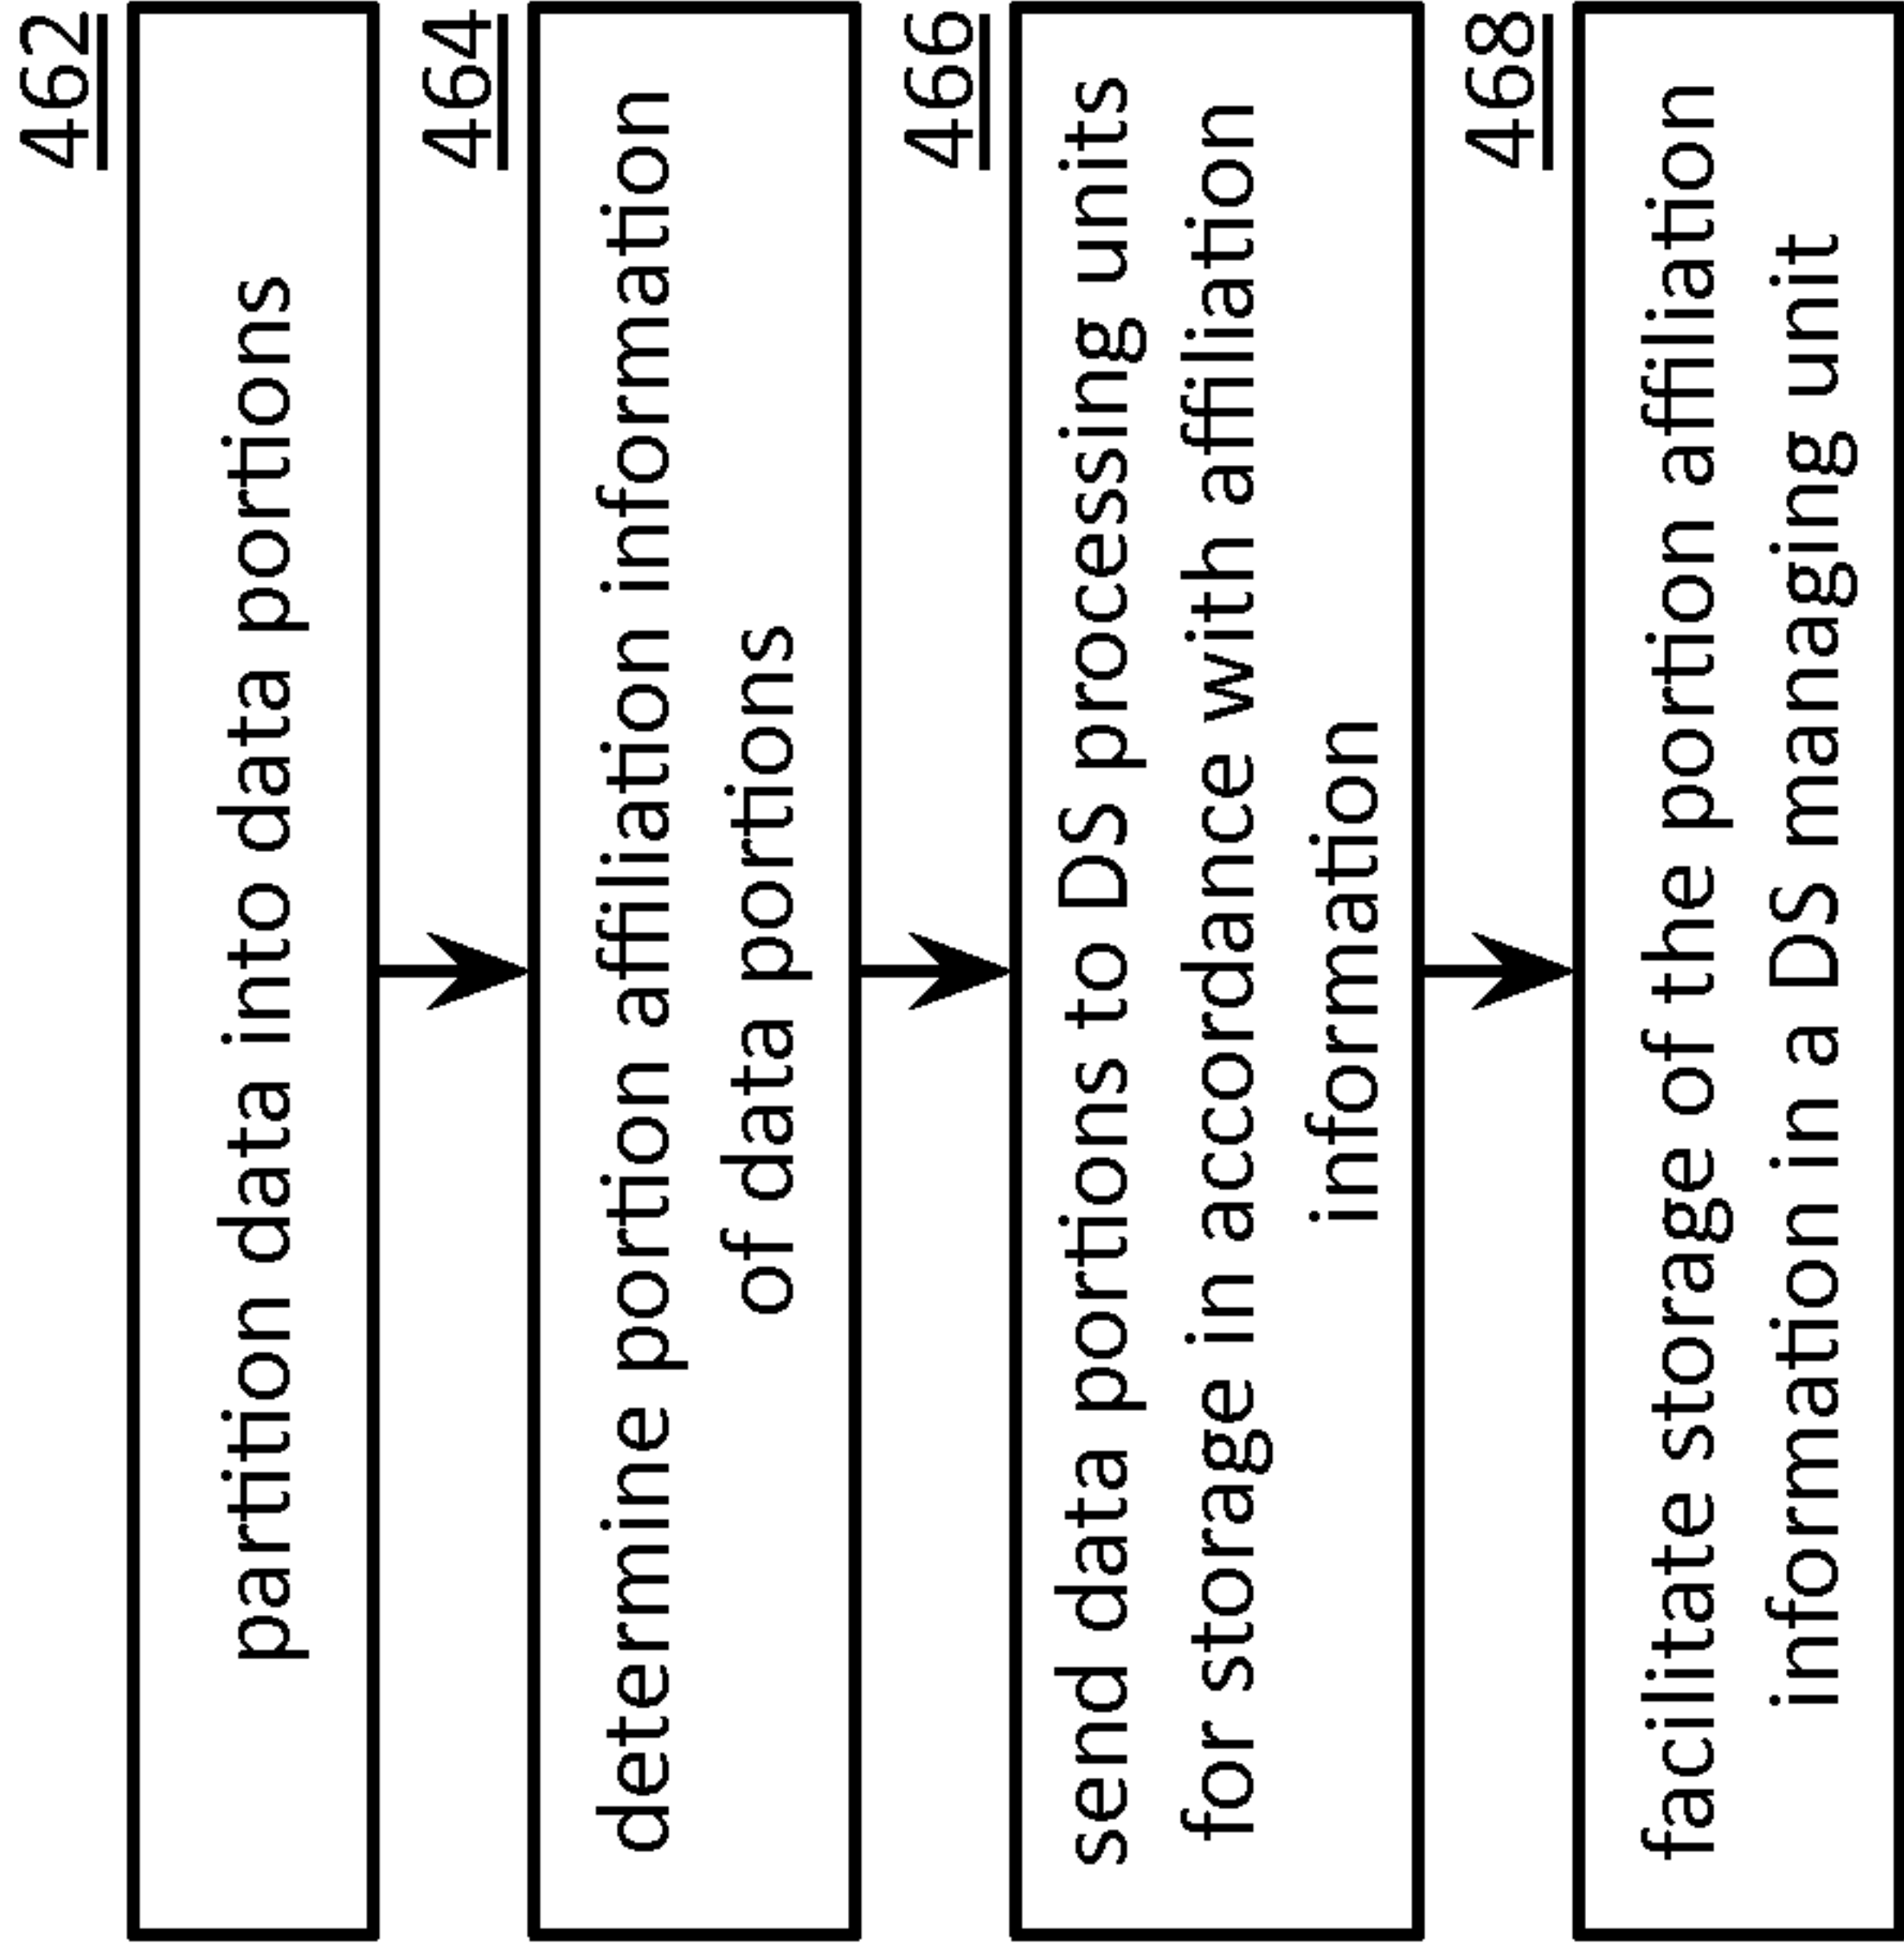 462
partition data into data portions
464
determine portion affiliation information
of data portions
466
send data portions to DS processing units
for storage in accordance with affiliation
information
468
facilitate storage of the portion affiliation
information in a DS managing unit